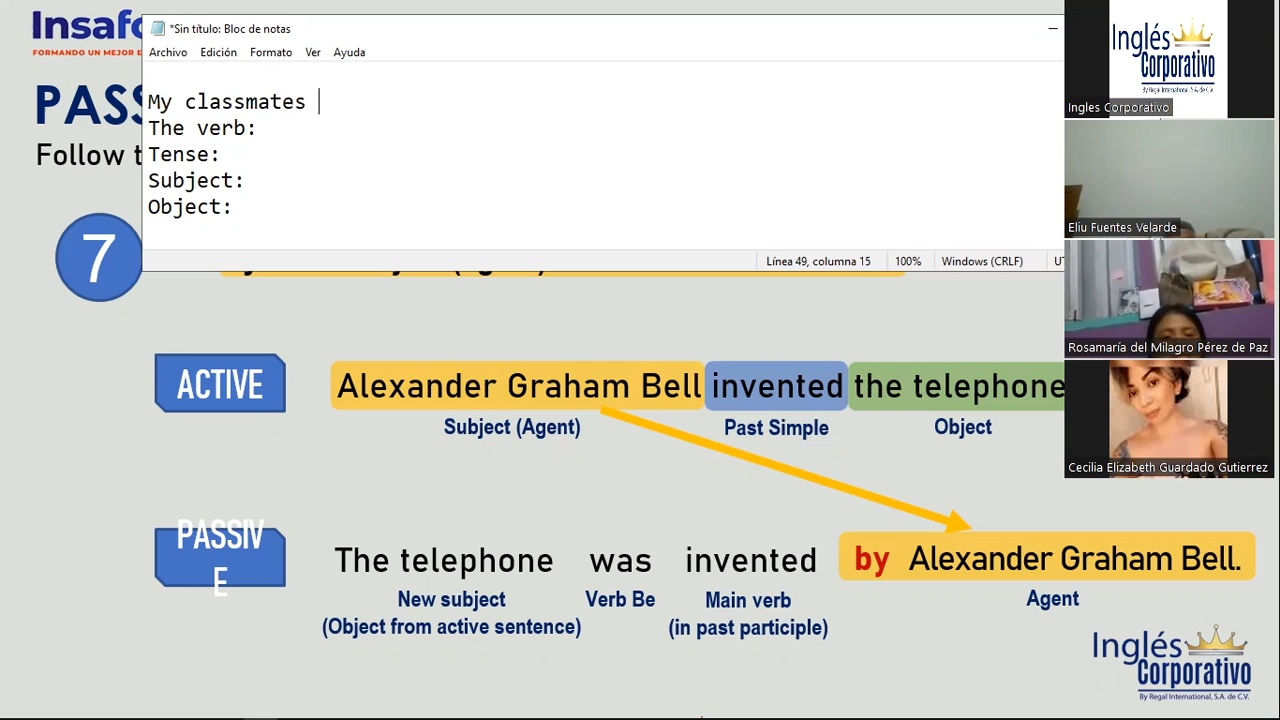 Insafo
FORMANDO UN MEJOR E
*Sin título: Bloc de notas
Archivo Edición Formato Ver Ayuda
PASS
Follow t
My classmates
The verb:
Tense:
Subject:
Object:
Línea 49, columna 15 100% Windows (CRLF) UT
Inglés
Corporativo
By Regal International, S.A. de C.V.
Ingles Corporativo
Eliu Fuentes Velarde
Rosamaría del Milagro Pérez de Paz
Cecilia Elizabeth Guardado Gutierrez
7
ACTIVE
Alexander Graham Bell invented the telephone
Subject (Agent) Past Simple Object
PASSIV
E
The telephone was invented by Alexander Graham Bell.
New subject Verb Be Main verb Agent
(Object from active sentence) (in past participle)
Inglés
Corporativo
By Regal International, S.A. de C.V.